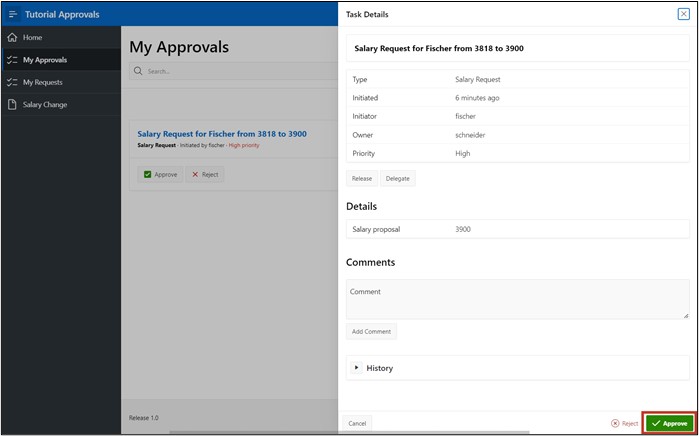 Tutorial Approvals
Home
My Approvals
My Requests
Salary Change
My Approvals
Search...
Salary Request for Fischer from 3818 to 3900
Salary Request · Initiated by fischer · High priority
Approve
Reject
Release 1.0
Task Details
Salary Request for Fischer from 3818 to 3900
Type Salary Request
Initiated 6 minutes ago
Initiator fischer
Owner schneider
Priority High
Release
Delegate
Details
Salary proposal 3900
Comments
Comment
Add Comment
History
Cancel
Reject
Approve